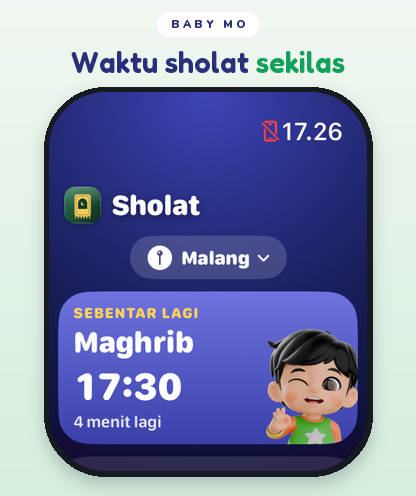 BABY MO
Waktu sholat sekilas
17.26
Sholat
Malang
SEBENTAR LAGI
Maghrib
17:30
4 menit lagi